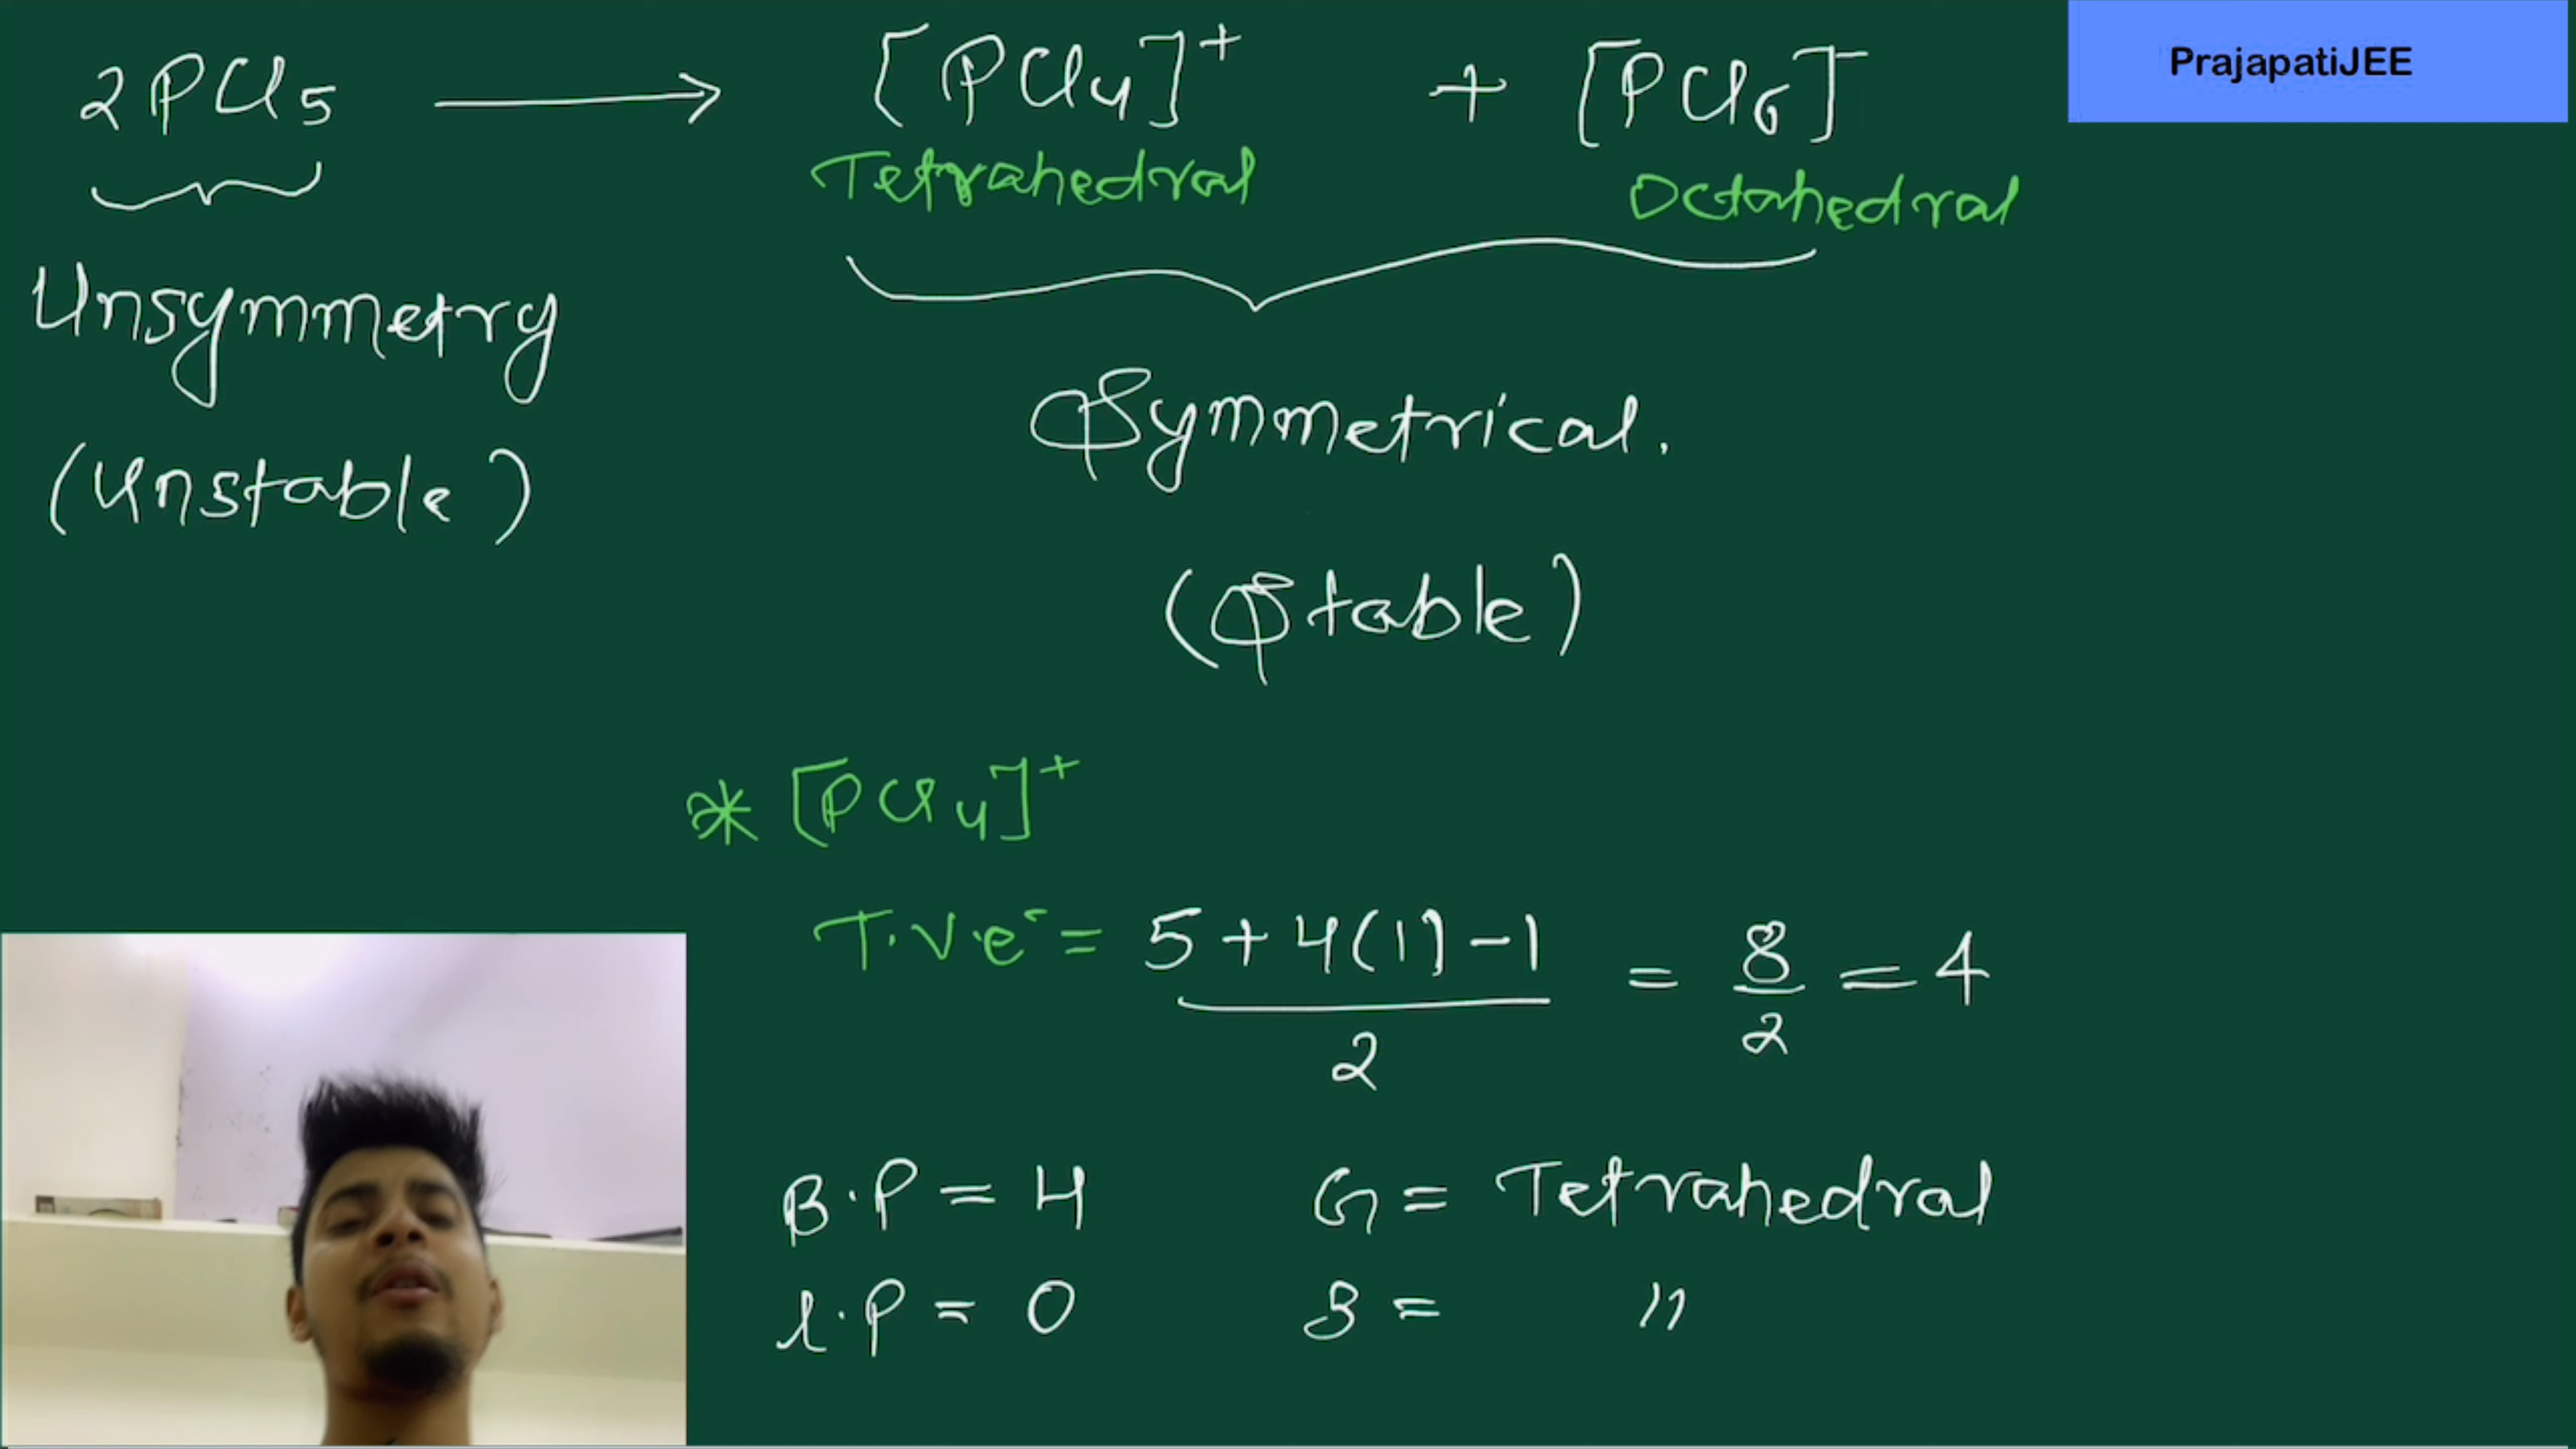 2PCl5 ⟶ [PCl4]+ + [PCl6]-
PrajapatiJEE
Tetrahedral Octahedral
Unsymmetry
(Unstable)
Symmetrical.
(Stable)
* [PCl4]+
T.V.e- = 5+4(1)-1 / 2 = 8/2 = 4
B.P = 4 G = Tetrahedral
l.P = 0 S = "